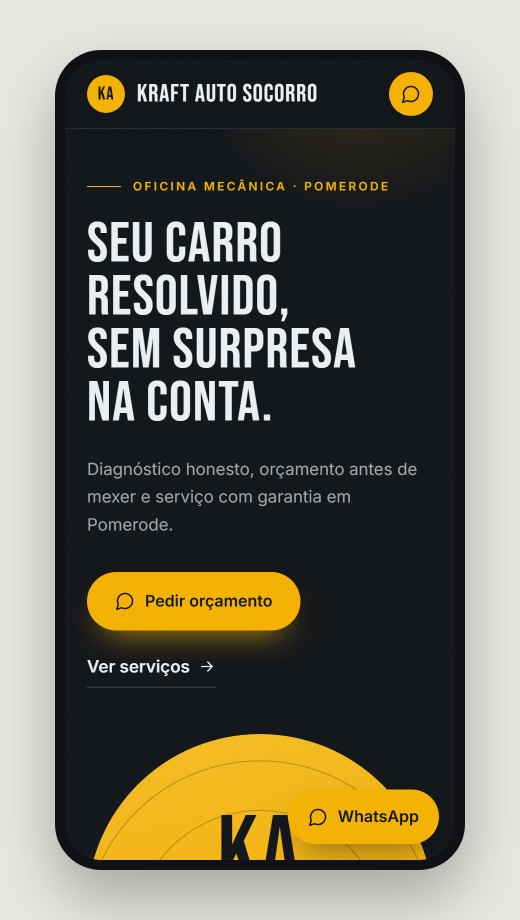 KA KRAFT AUTO SOCORRO
OFICINA MECÂNICA · POMERODE
SEU CARRO
RESOLVIDO,
SEM SURPRESA
NA CONTA.
Diagnóstico honesto, orçamento antes de
mexer e serviço com garantia em
Pomerode.
Pedir orçamento
Ver serviços →
KA
WhatsApp